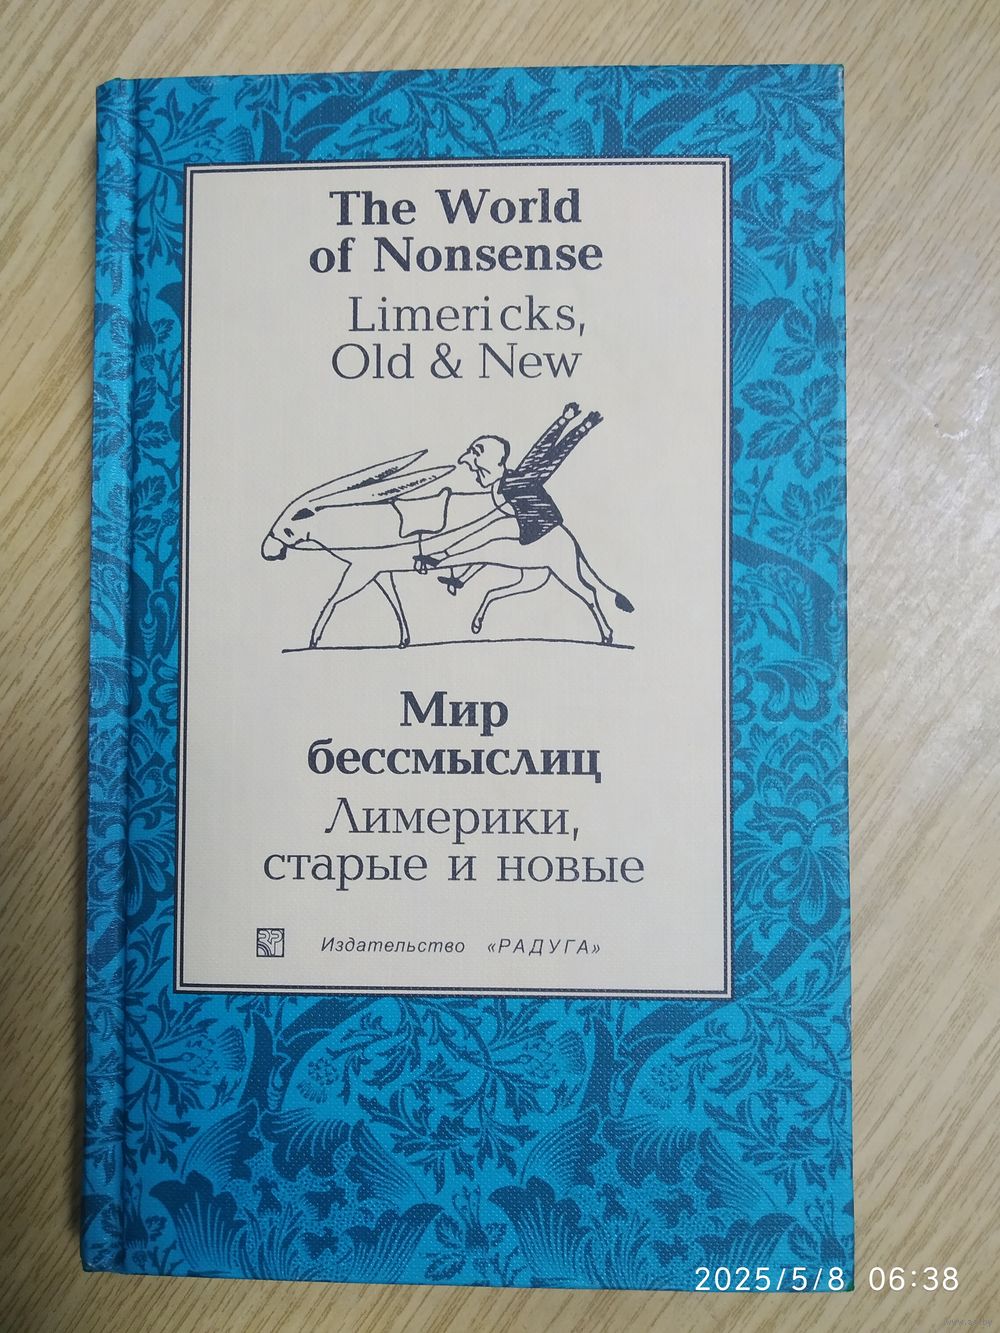 The World
of Nonsense
Limericks,
Old & New
Мир
бессмыслиц
Лимерики,
старые и новые
Издательство «РАДУГА»
2025/5/8 06:38